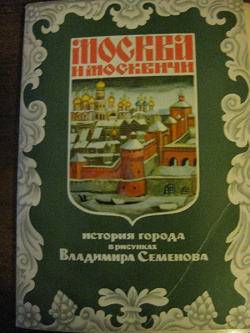 МОСКВА
И МОСКВИЧИ
ИСТОРИЯ ГОРОДА
В РИСУНКАХ
ВЛАДИМИРА СЕМЕНОВА